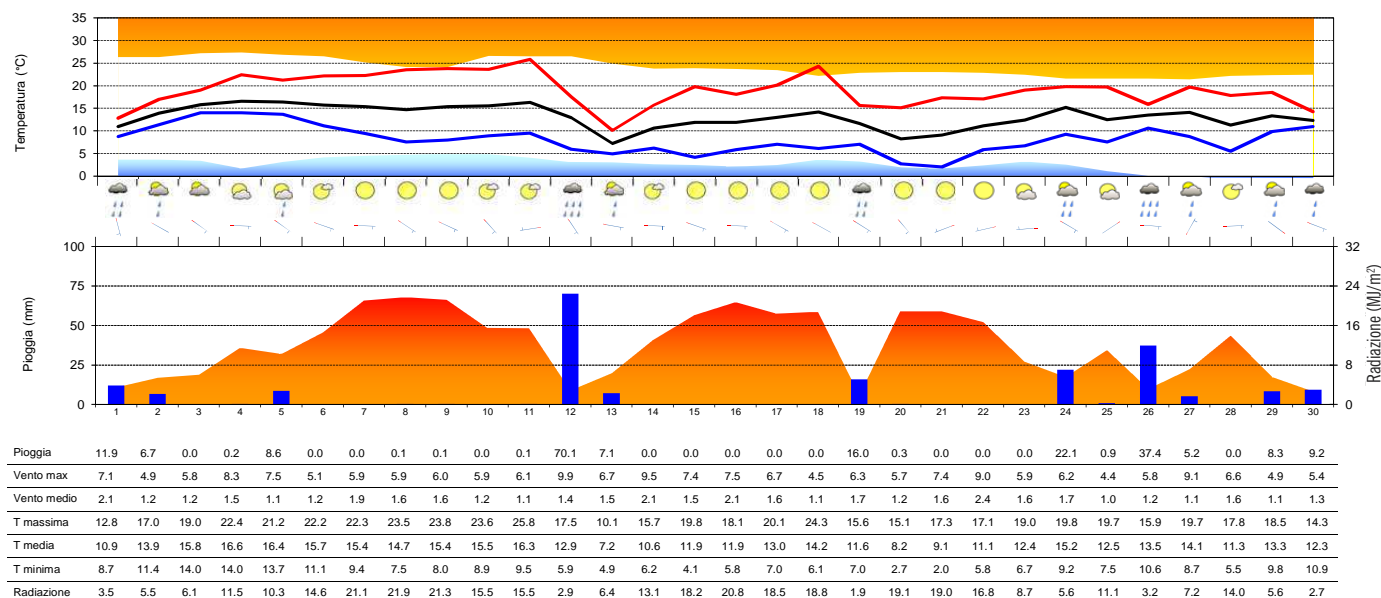 35
30
25
20
15
10
5
0
Temperatura (°C)
100
75
50
25
0
Pioggia (mm)
32
24
16
8
0
Radiazione (MJ/m²)
1 2 3 4 5 6 7 8 9 10 11 12 13 14 15 16 17 18 19 20 21 22 23 24 25 26 27 28 29 30
Pioggia 11.9 6.7 0.0 0.2 8.6 0.0 0.0 0.1 0.1 0.0 0.1 70.1 7.1 0.0 0.0 0.0 0.0 0.0 16.0 0.3 0.0 0.0 0.0 22.1 0.9 37.4 5.2 0.0 8.3 9.2
Vento max 7.1 4.9 5.8 8.3 7.5 5.1 5.9 5.9 6.0 5.9 6.1 9.9 6.7 9.5 7.4 7.5 6.7 4.5 6.3 5.7 7.4 9.0 5.9 6.2 4.4 5.8 9.1 6.6 4.9 5.4
Vento medio 2.1 1.2 1.2 1.5 1.1 1.2 1.9 1.6 1.6 1.2 1.1 1.4 1.5 2.1 1.5 2.1 1.6 1.1 1.7 1.2 1.6 2.4 1.6 1.7 1.0 1.2 1.1 1.6 1.1 1.3
T massima 12.8 17.0 19.0 22.4 21.2 22.2 22.3 23.5 23.8 23.6 25.8 17.5 10.1 15.7 19.8 18.1 20.1 24.3 15.6 15.1 17.3 17.1 19.0 19.8 19.7 15.9 19.7 17.8 18.5 14.3
T media 10.9 13.9 15.8 16.6 16.4 15.7 15.4 14.7 15.4 15.5 16.3 12.9 7.2 10.6 11.9 11.9 13.0 14.2 11.6 8.2 9.1 11.1 12.4 15.2 12.5 13.5 14.1 11.3 13.3 12.3
T minima 8.7 11.4 14.0 14.0 13.7 11.1 9.4 7.5 8.0 8.9 9.5 5.9 4.9 6.2 4.1 5.8 7.0 6.1 7.0 2.7 2.0 5.8 6.7 9.2 7.5 10.6 8.7 5.5 9.8 10.9
Radiazione 3.5 5.5 6.1 11.5 10.3 14.6 21.1 21.9 21.3 15.5 15.5 2.9 6.4 13.1 18.2 20.8 18.5 18.8 1.9 19.1 19.0 16.8 8.7 5.6 11.1 3.2 7.2 14.0 5.6 2.7